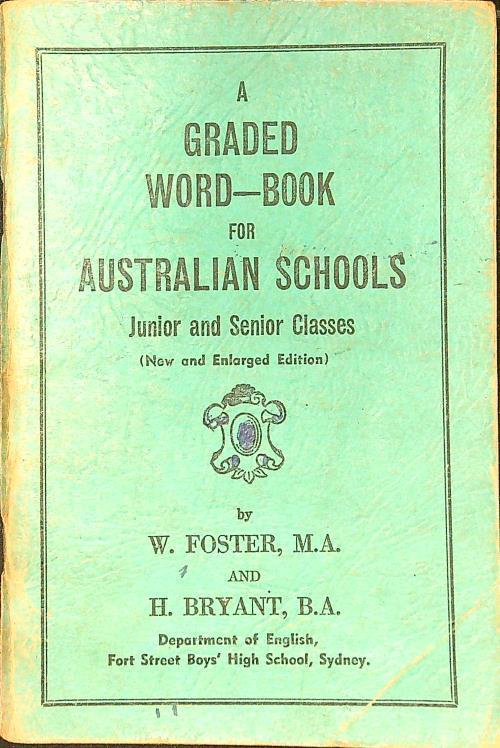 A
GRADED
WORD—BOOK
FOR
AUSTRALIAN SCHOOLS
Junior and Senior Classes
(New and Enlarged Edition)
by
W. FOSTER, M.A.
AND
H. BRYANT, B.A.
Department of English,
Fort Street Boys' High School, Sydney.